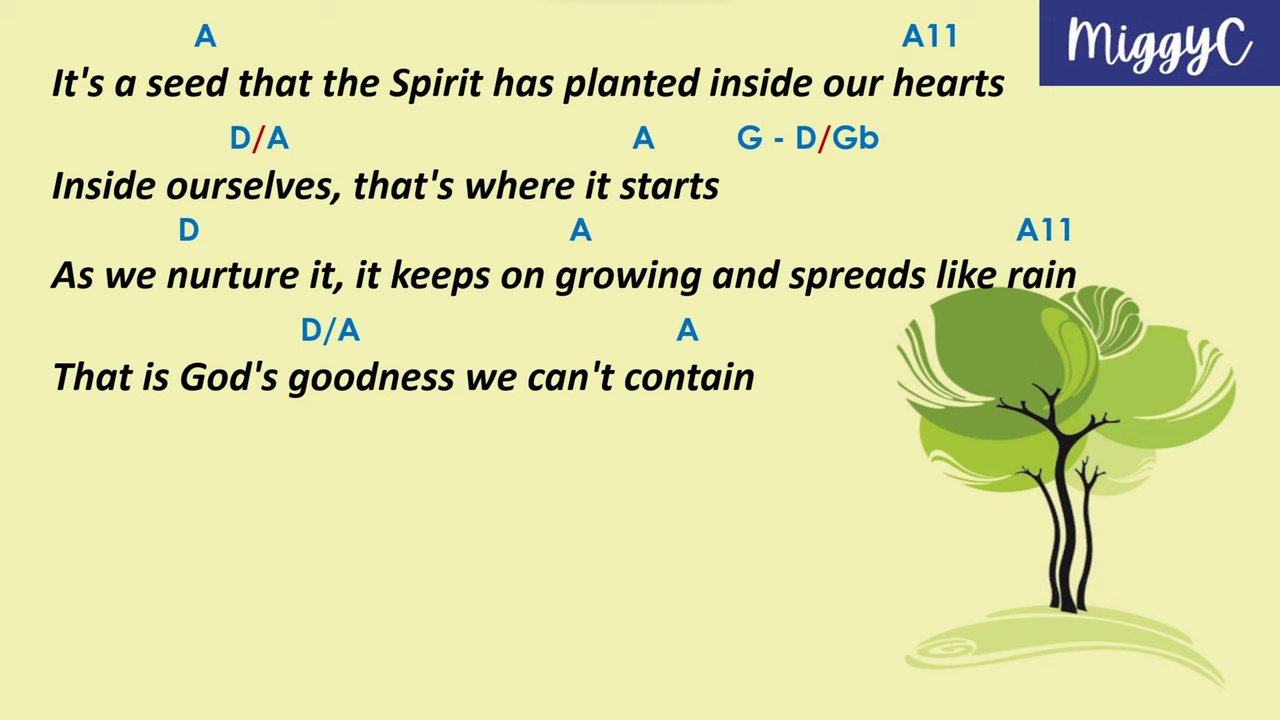 A A11 MiggyC
It's a seed that the Spirit has planted inside our hearts
D/A A G - D/Gb
Inside ourselves, that's where it starts
D A A11
As we nurture it, it keeps on growing and spreads like rain
D/A A
That is God's goodness we can't contain